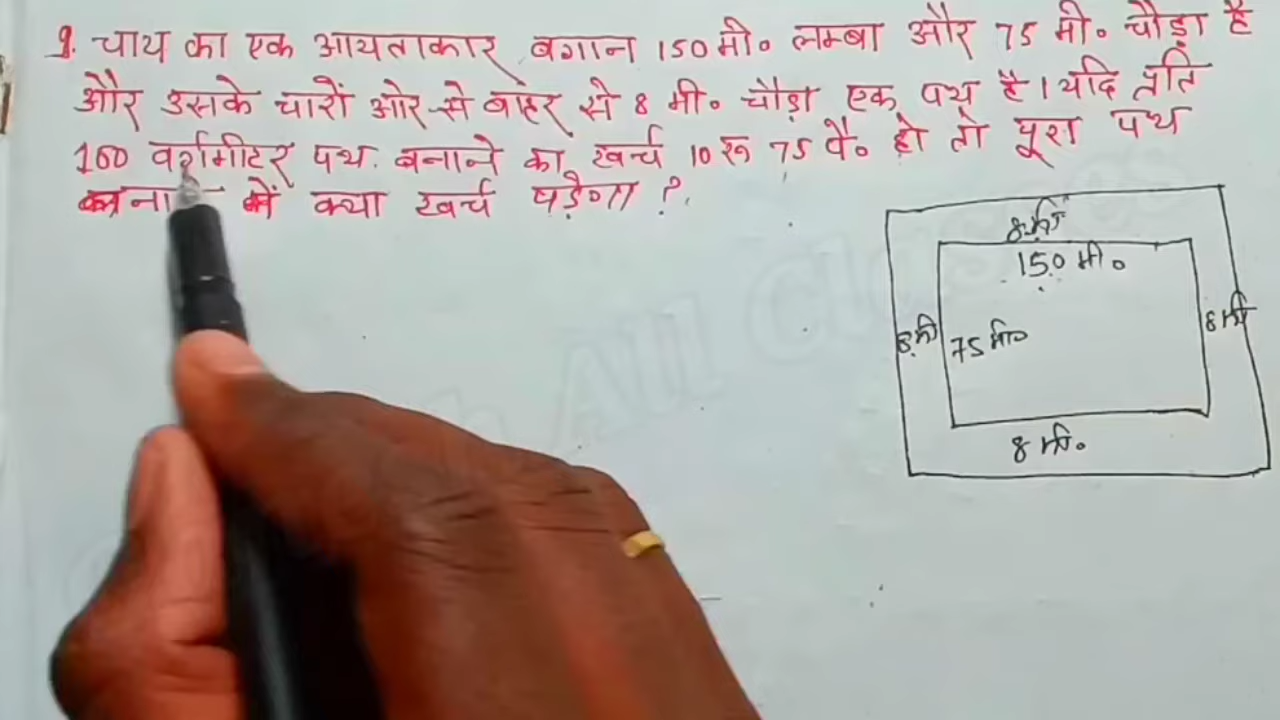 9. चाय का एक आयताकार बगान 150 मी० लम्बा और 75 मी० चौड़ा है
और उसके चारों ओर से बाहर से 8 मी० चौड़ा एक पथ है। यदि प्रति
100 वर्गमीटर पथ बनाने का खर्च 10 रू 75 पै० हो तो पूरा पथ
में क्या खर्च पड़ेगा ?
8 मी
150 मी०
8 मी
75 मी०
8 मी
8 मी०